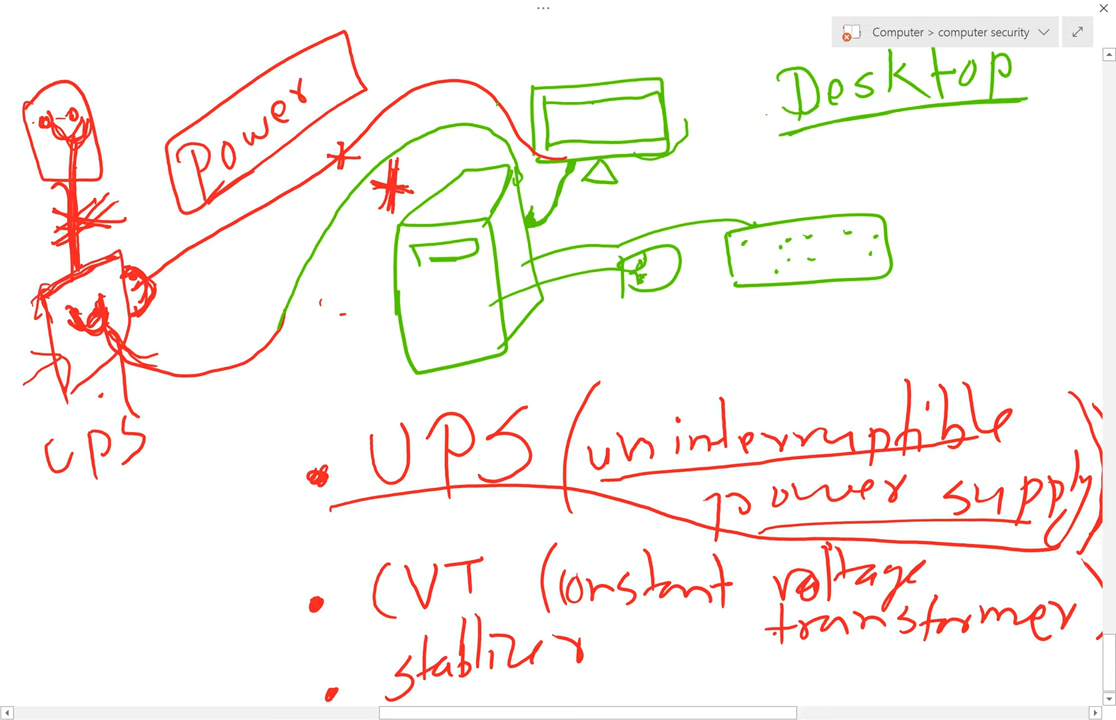 Computer > computer security
Desktop
Power
UPS
UPS (uninterruptible
power supply)
CVT (constant voltage
transformer
stablizer